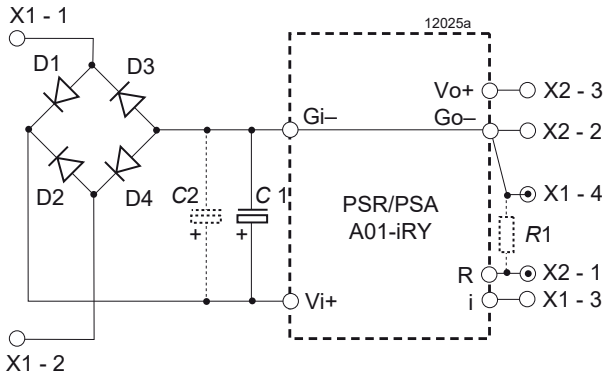 X1 - 1
12025a
D1
D3
Vo+
X2 - 3
Gi–
Go–
X2 - 2
D2
D4
C2
C 1
PSR/PSA
A01-iRY
X1 - 4
R1
+
+
R
X2 - 1
Vi+
i
X1 - 3
X1 - 2